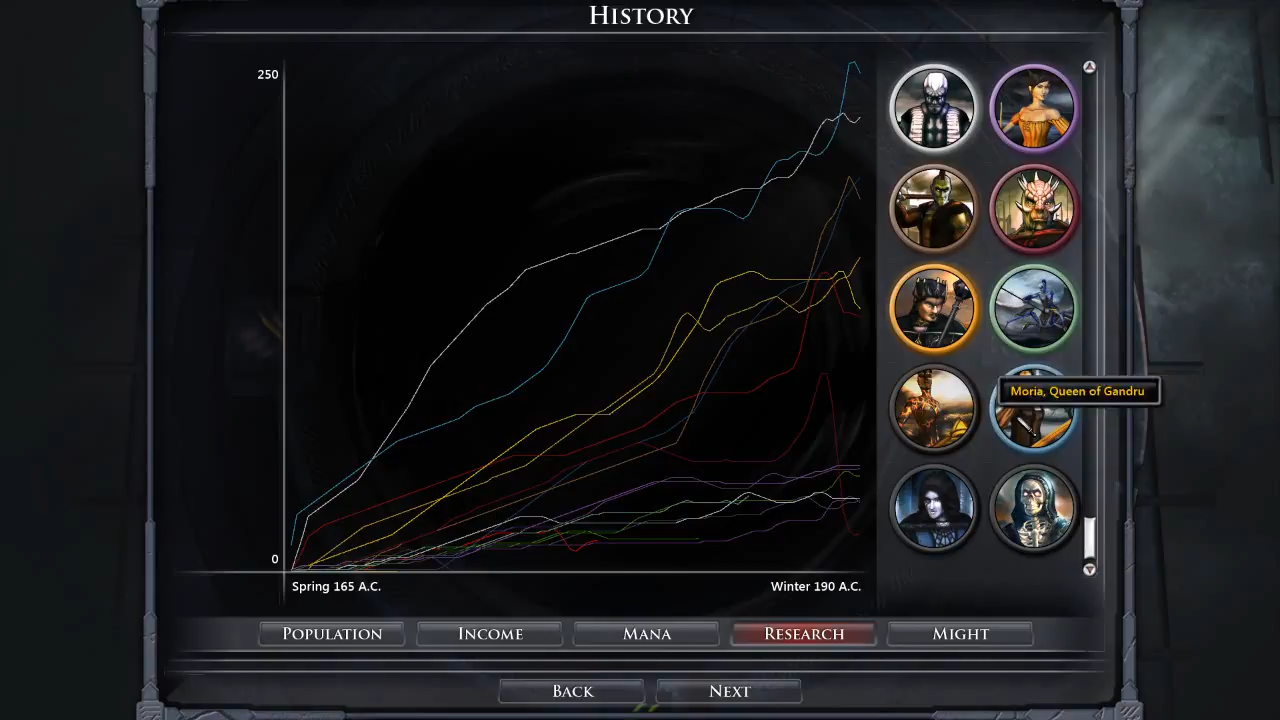 History
250
0
Spring 165 A.C.
Winter 190 A.C.
Moria, Queen of Gandru
Population
Income
Mana
Research
Might
Back
Next